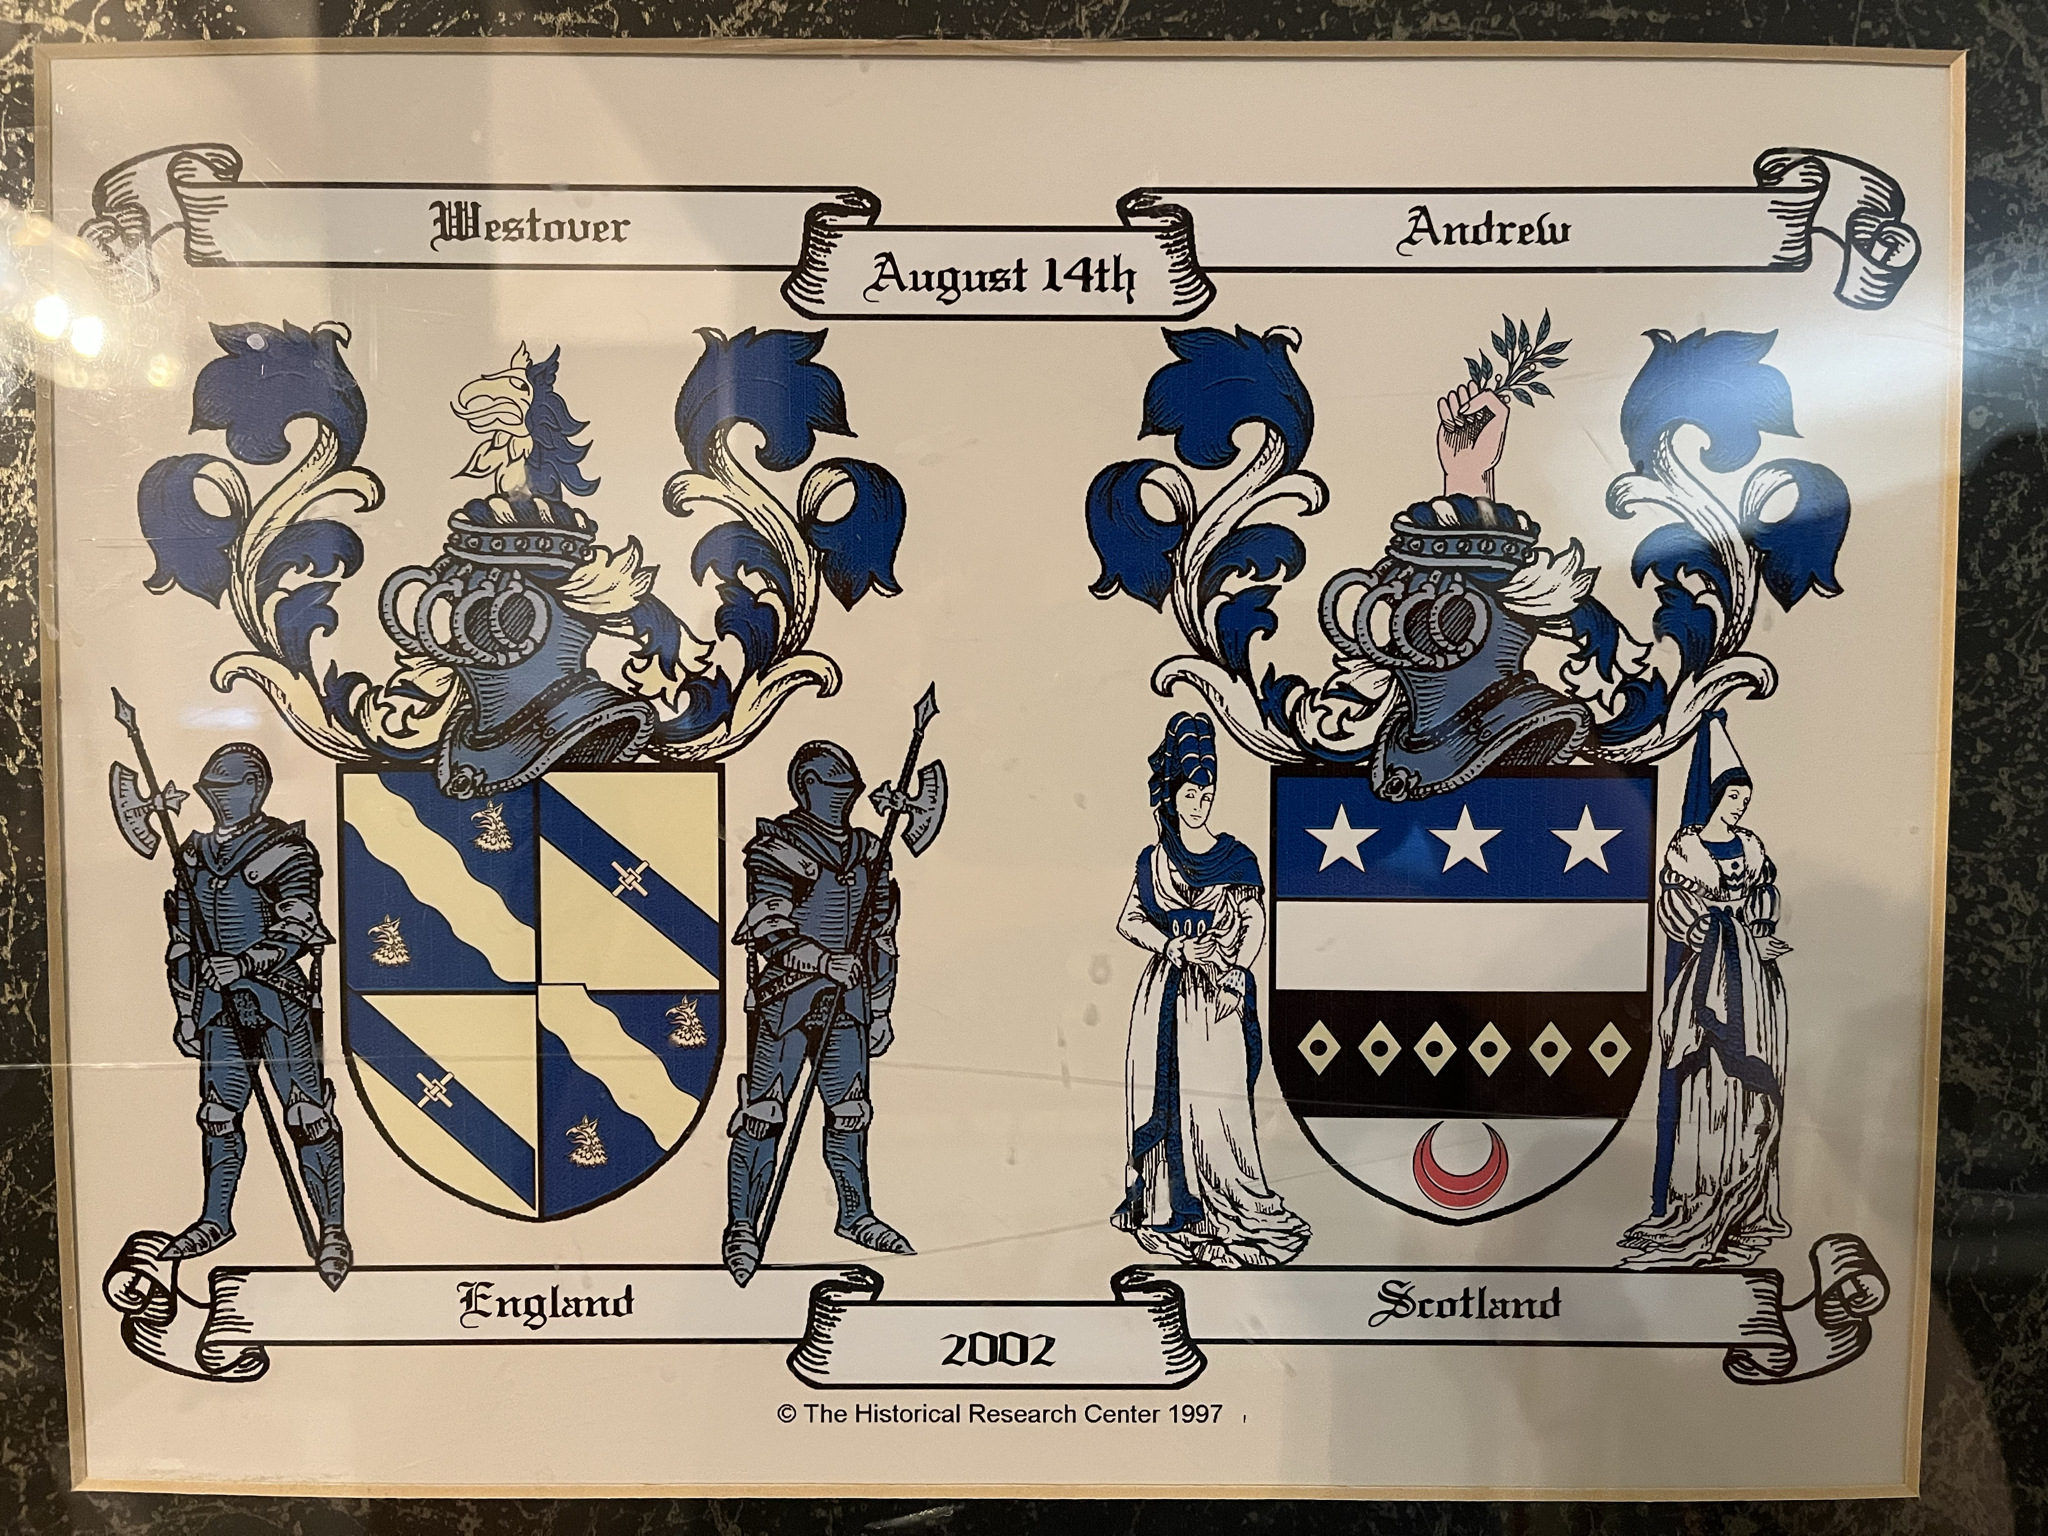 Westover
Andrew
August 14th
England
Scotland
2002
© The Historical Research Center 1997